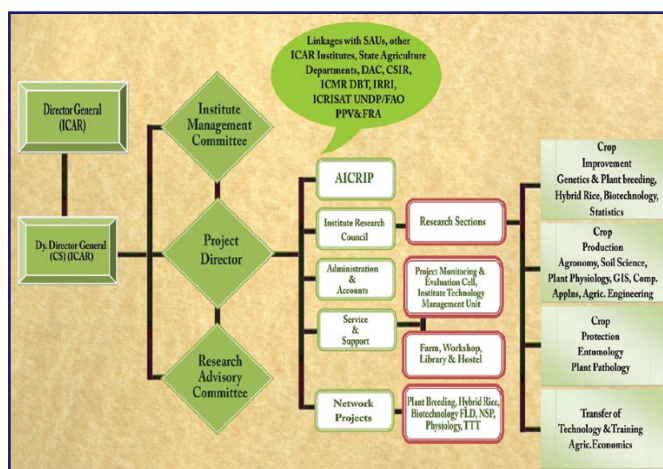 Linkages with SAUs, other
ICAR Institutes, State Agriculture
Departments, DAC, CSIR,
ICMR DBT, IRRI,
ICRISAT UNDP/FAO
PPV&FRA
Director General
(ICAR)
Dy. Director General
(CS) (ICAR)
Institute
Management
Committee
Project
Director
Research
Advisory
Committee
AICRIP
Institute Research
Council
Administration
&
Accounts
Service
&
Support
Network
Projects
Research Sections
Project Monitoring &
Evaluation Cell,
Institute Technology
Management Unit
Farm, Workshop,
Library & Hostel
Plant Breeding, Hybrid Rice,
Biotechnology FLD, NSP,
Physiology, TTT
Crop
Improvement
Genetics & Plant breeding,
Hybrid Rice, Biotechnology,
Statistics
Crop
Production
Agronomy, Soil Science,
Plant Physiology, GIS, Comp.
Applns, Agric. Engineering
Crop
Protection
Entomology
Plant Pathology
Transfer of
Technology & Training
Agric. Economics